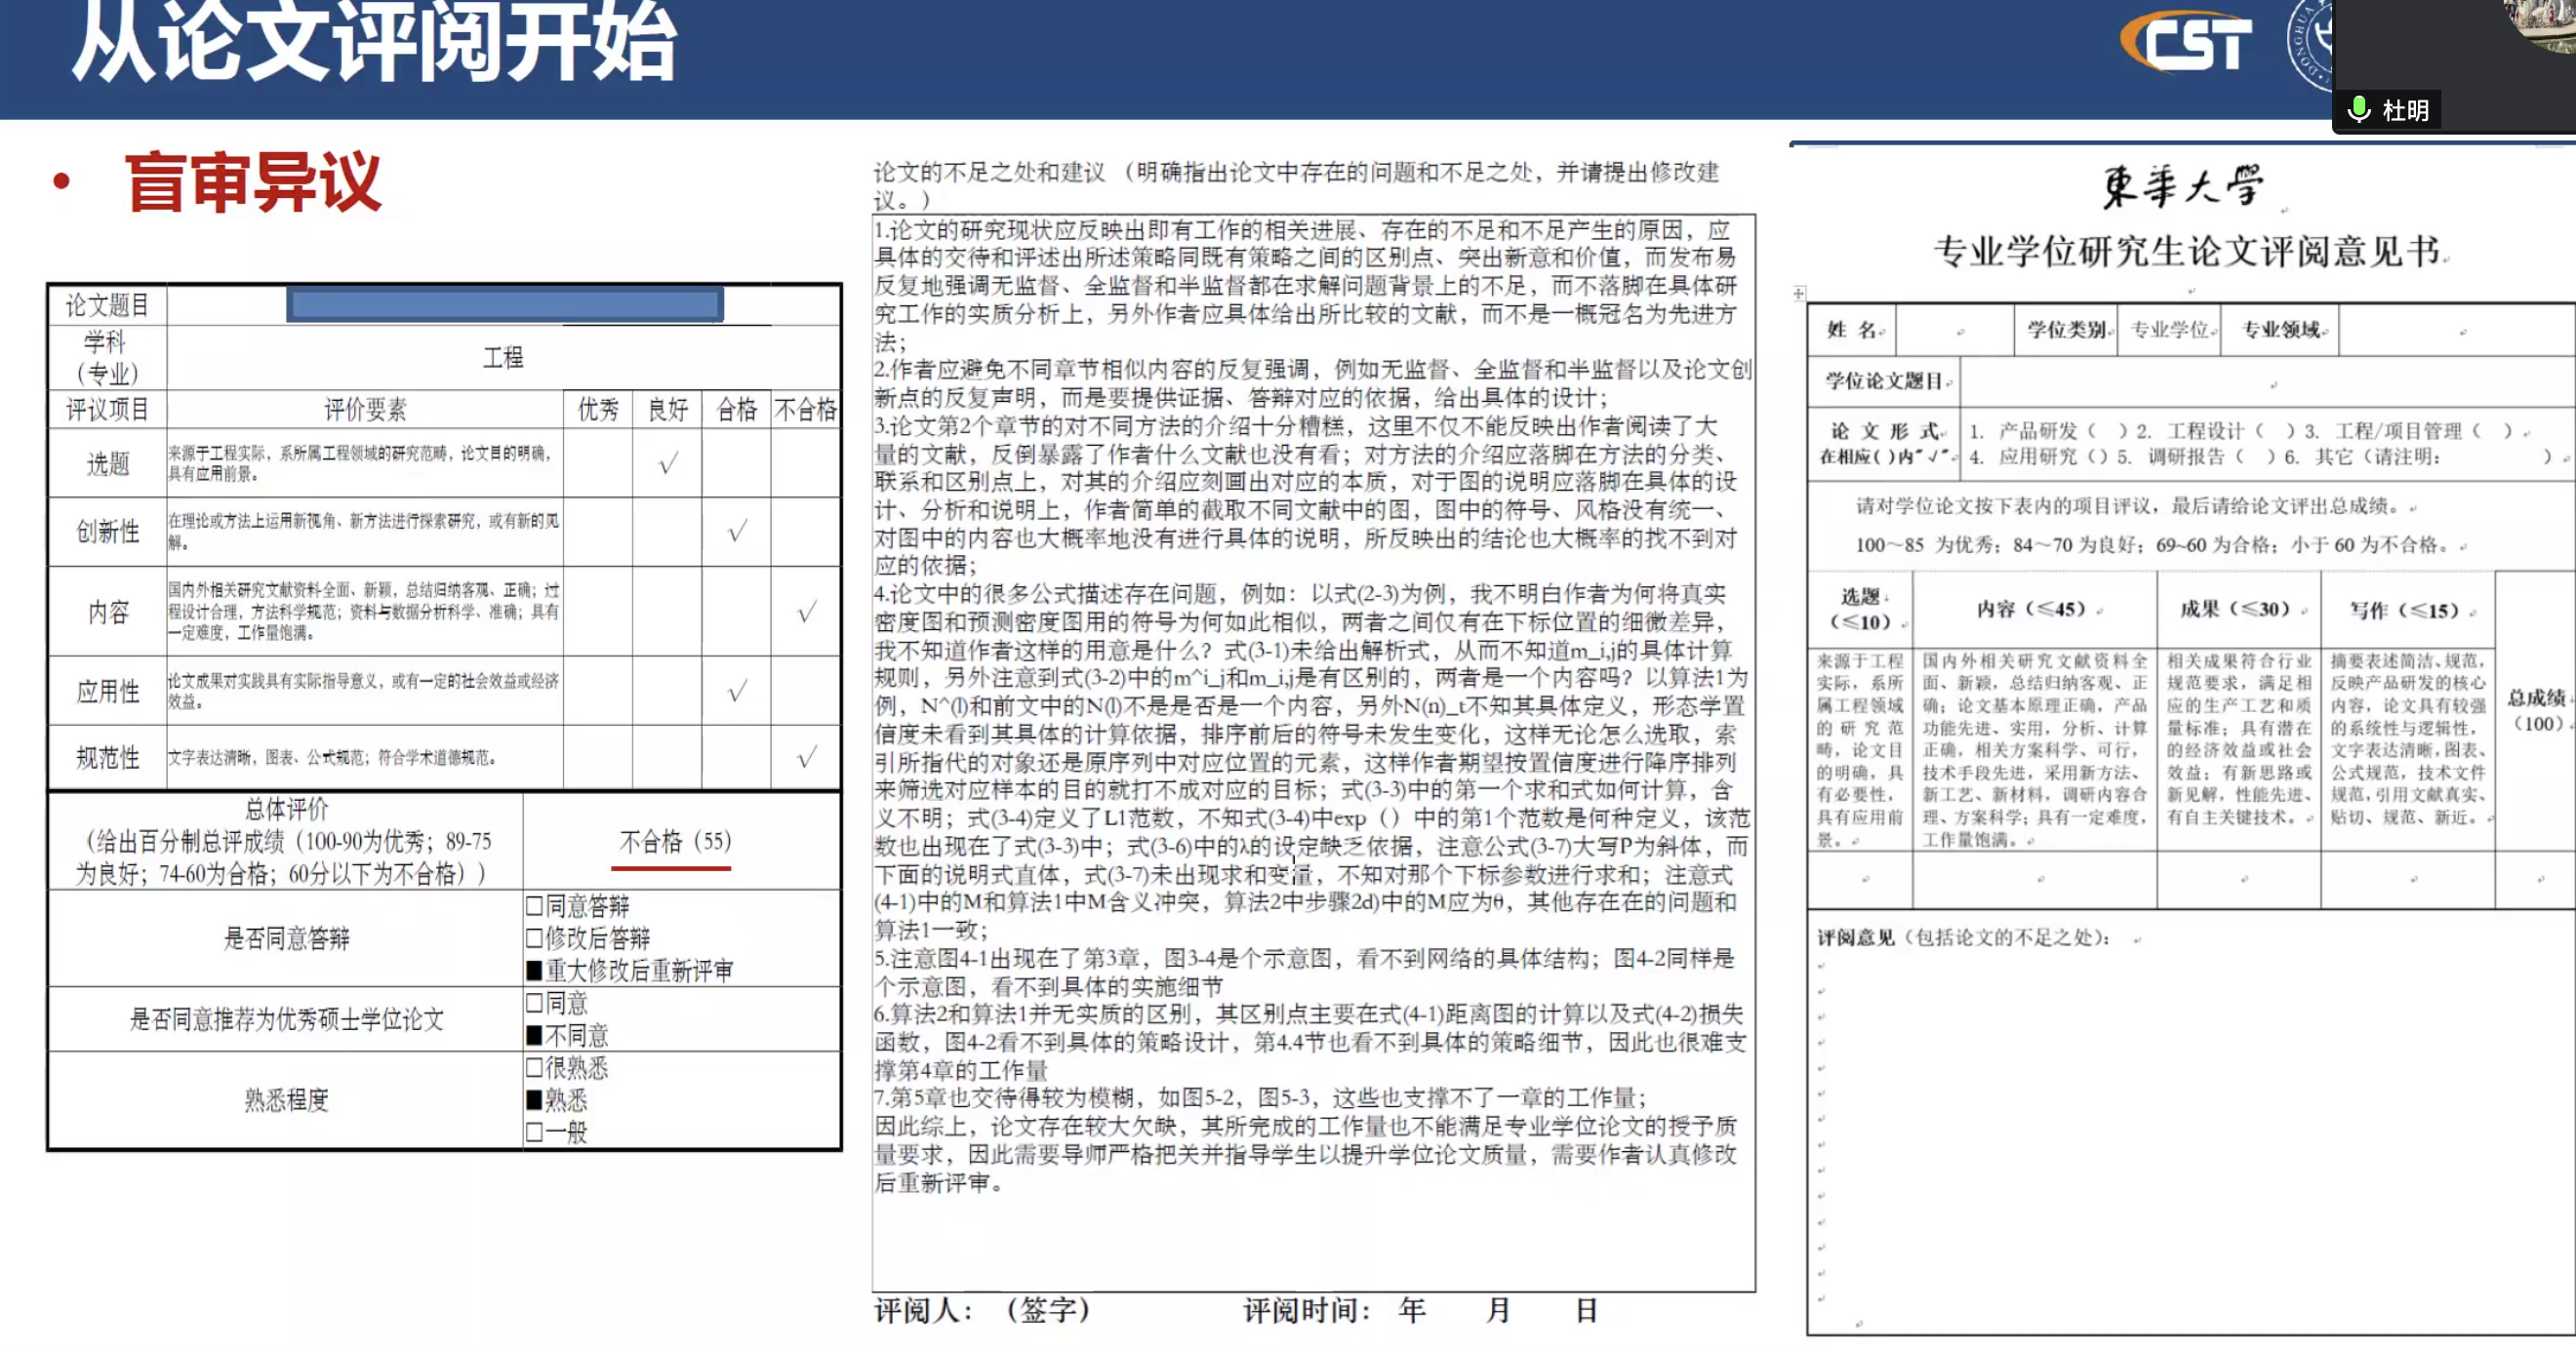 从论文评阅开始
CST
DONGHUA
杜明
• 盲审异议
论文题目
学科
（专业）
工程
评议项目 评价要素 优秀 良好 合格 不合格
选题
来源于工程实际，系所属工程领域的研究范畴，论文目的明确，
具有应用前景。
√
创新性
在理论或方法上运用新视角、新方法进行探索研究，或有新的见
解。
√
内容
国内外相关研究文献资料全面、新颖，总结归纳客观、正确；过
程设计合理，方法科学规范；资料与数据分析科学、准确；具有
一定难度，工作量饱满。
√
应用性
论文成果对实践具有实际指导意义，或有一定的社会效益或经济
效益。
√
规范性
文字表达清晰，图表、公式规范；符合学术道德规范。
√
总体评价
（给出百分制总评成绩（100-90为优秀；89-75
为良好；74-60为合格；60分以下为不合格））
不合格（55）
是否同意答辩
□同意答辩
□修改后答辩
■重大修改后重新评审
是否同意推荐为优秀硕士学位论文
□同意
■不同意
熟悉程度
□很熟悉
■熟悉
□一般
论文的不足之处和建议 （明确指出论文中存在的问题和不足之处，并请提出修改建
议。）
1.论文的研究现状应反映出即有工作的相关进展、存在的不足和不足产生的原因，应
具体的交待和评述出所述策略同既有策略之间的区别点、突出新意和价值，而发布易
反复地强调无监督、全监督和半监督都在求解问题背景上的不足，而不落脚在具体研
究工作的实质分析上，另外作者应具体给出所比较的文献，而不是一概冠名为先进方
法；
2.作者应避免不同章节相似内容的反复强调，例如无监督、全监督和半监督以及论文创
新点的反复声明，而是要提供证据、答辩对应的依据，给出具体的设计；
3.论文第2个章节的对不同方法的介绍十分糟糕，这里不仅不能反映出作者阅读了大
量的文献，反倒暴露了作者什么文献也没有看；对方法的介绍应落脚在方法的分类、
联系和区别点上，对其的介绍应刻画出对应的本质，对于图的说明应落脚在具体的设
计、分析和说明上，作者简单的截取不同文献中的图，图中的符号、风格没有统一、
对图中的内容也大概率地没有进行具体的说明，所反映出的结论也大概率的找不到对
应的依据；
4.论文中的很多公式描述存在问题，例如：以式(2-3)为例，我不明白作者为何将真实
密度图和预测密度图用的符号为何如此相似，两者之间仅有在下标位置的细微差异，
我不知道作者这样的用意是什么？式(3-1)未给出解析式，从而不知道m_i,j的具体计算
规则，另外注意到式(3-2)中的m^i_j和m_i,j是有区别的，两者是一个内容吗？以算法1为
例，N^(l)和前文中的N(l)不是是否是一个内容，另外N(n)_t不知其具体定义，形态学置
信度未看到其具体的计算依据，排序前后的符号未发生变化，这样无论怎么选取，索
引所指代的对象还是原序列中对应位置的元素，这样作者期望按置信度进行降序排列
来筛选对应样本的目的就打不成对应的目标；式(3-3)中的第一个求和式如何计算，含
义不明；式(3-4)定义了L1范数，不知式(3-4)中exp（）中的第1个范数是何种定义，该范
数也出现在了式(3-3)中；式(3-6)中的λ的设定缺乏依据，注意公式(3-7)大写P为斜体，而
下面的说明式直体，式(3-7)未出现求和变量，不知对那个下标参数进行求和；注意式
(4-1)中的M和算法1中M含义冲突，算法2中步骤2d)中的M应为θ，其他存在在的问题和
算法1一致；
5.注意图4-1出现在了第3章，图3-4是个示意图，看不到网络的具体结构；图4-2同样是
个示意图，看不到具体的实施细节
6.算法2和算法1并无实质的区别，其区别点主要在式(4-1)距离图的计算以及式(4-2)损失
函数，图4-2看不到具体的策略设计，第4.4节也看不到具体的策略细节，因此也很难支
撑第4章的工作量
7.第5章也交待得较为模糊，如图5-2，图5-3，这些也支撑不了一章的工作量；
因此综上，论文存在较大欠缺，其所完成的工作量也不能满足专业学位论文的授予质
量要求，因此需要导师严格把关并指导学生以提升学位论文质量，需要作者认真修改
后重新评审。
评阅人：（签字） 评阅时间： 年 月 日
東華大學
专业学位研究生论文评阅意见书
姓 名 学位类别 专业学位 专业领域
学位论文题目
论 文 形 式
在相应( )内"√"
1. 产品研发（ ）2. 工程设计（ ）3. 工程/项目管理（ ）
4. 应用研究（）5. 调研报告（ ）6. 其它（请注明： ）
请对学位论文按下表内的项目评议，最后请给论文评出总成绩。
100～85 为优秀；84～70 为良好；69~60 为合格；小于 60 为不合格。
选题
（≤10）
内容（≤45）
成果（≤30）
写作（≤15）
总成绩
（100）
来源于工程
实际，系所
属工程领域
的研究范
畴，论文目
的明确，具
有必要性，
具有应用前
景。
国内外相关研究文献资料全
面、新颖，总结归纳客观、正
确；论文基本原理正确，产品
功能先进、实用，分析、计算
正确，相关方案科学、可行，
技术手段先进，采用新方法、
新工艺、新材料，调研内容合
理、方案科学；具有一定难度，
工作量饱满。
相关成果符合行业
规范要求，满足相
应的生产工艺和质
量标准；具有潜在
的经济效益或社会
效益；有新思路或
新见解，性能先进、
有自主关键技术。
摘要表述简洁、规范，
反映产品研发的核心
内容，论文具有较强
的系统性与逻辑性，
文字表达清晰，图表、
公式规范，技术文件
规范，引用文献真实、
贴切、规范、新近。
评阅意见（包括论文的不足之处）：